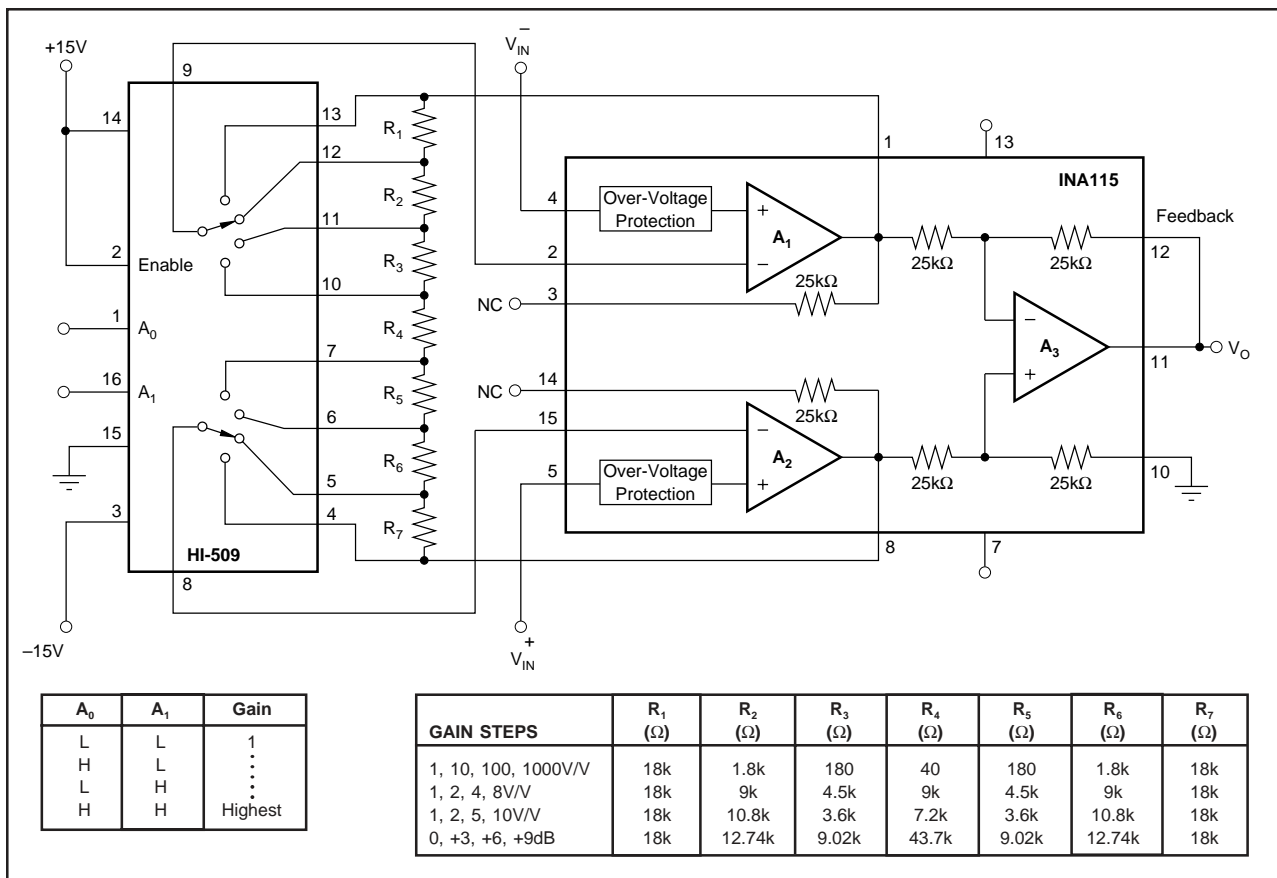 +15V
9
14
13
12
11
10
7
6
5
4
2
Enable
1
A0
16
A1
15
3
HI-509
8
–15V
R1
R2
R3
R4
R5
R6
R7
VIN–
4
Over-Voltage
Protection
+
A1
–
2
NC
3
25kΩ
1
13
INA115
Feedback
12
25kΩ
25kΩ
–
A3
+
11
VO
NC
14
25kΩ
15
–
A2
+
5
Over-Voltage
Protection
25kΩ
25kΩ
10
8
7
VIN+
A0 A1 Gain
L L 1
H L
L H
H H Highest
GAIN STEPS R1 (Ω) R2 (Ω) R3 (Ω) R4 (Ω) R5 (Ω) R6 (Ω) R7 (Ω)
1, 10, 100, 1000V/V 18k 1.8k 180 40 180 1.8k 18k
1, 2, 4, 8V/V 18k 9k 4.5k 9k 4.5k 9k 18k
1, 2, 5, 10V/V 18k 10.8k 3.6k 7.2k 3.6k 10.8k 18k
0, +3, +6, +9dB 18k 12.74k 9.02k 43.7k 9.02k 12.74k 18k